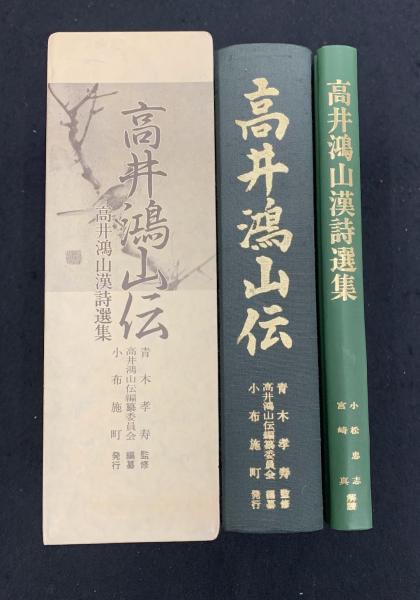 高井鴻山伝
高井鴻山漢詩選集
青木孝寿 監修
高井鴻山伝編纂委員会 編纂
小布施町 発行
高井鴻山伝
青木孝寿 監修
高井鴻山伝編纂委員会 編纂
小布施町 発行
高井鴻山漢詩選集
小松忠志
宮崎真 解読